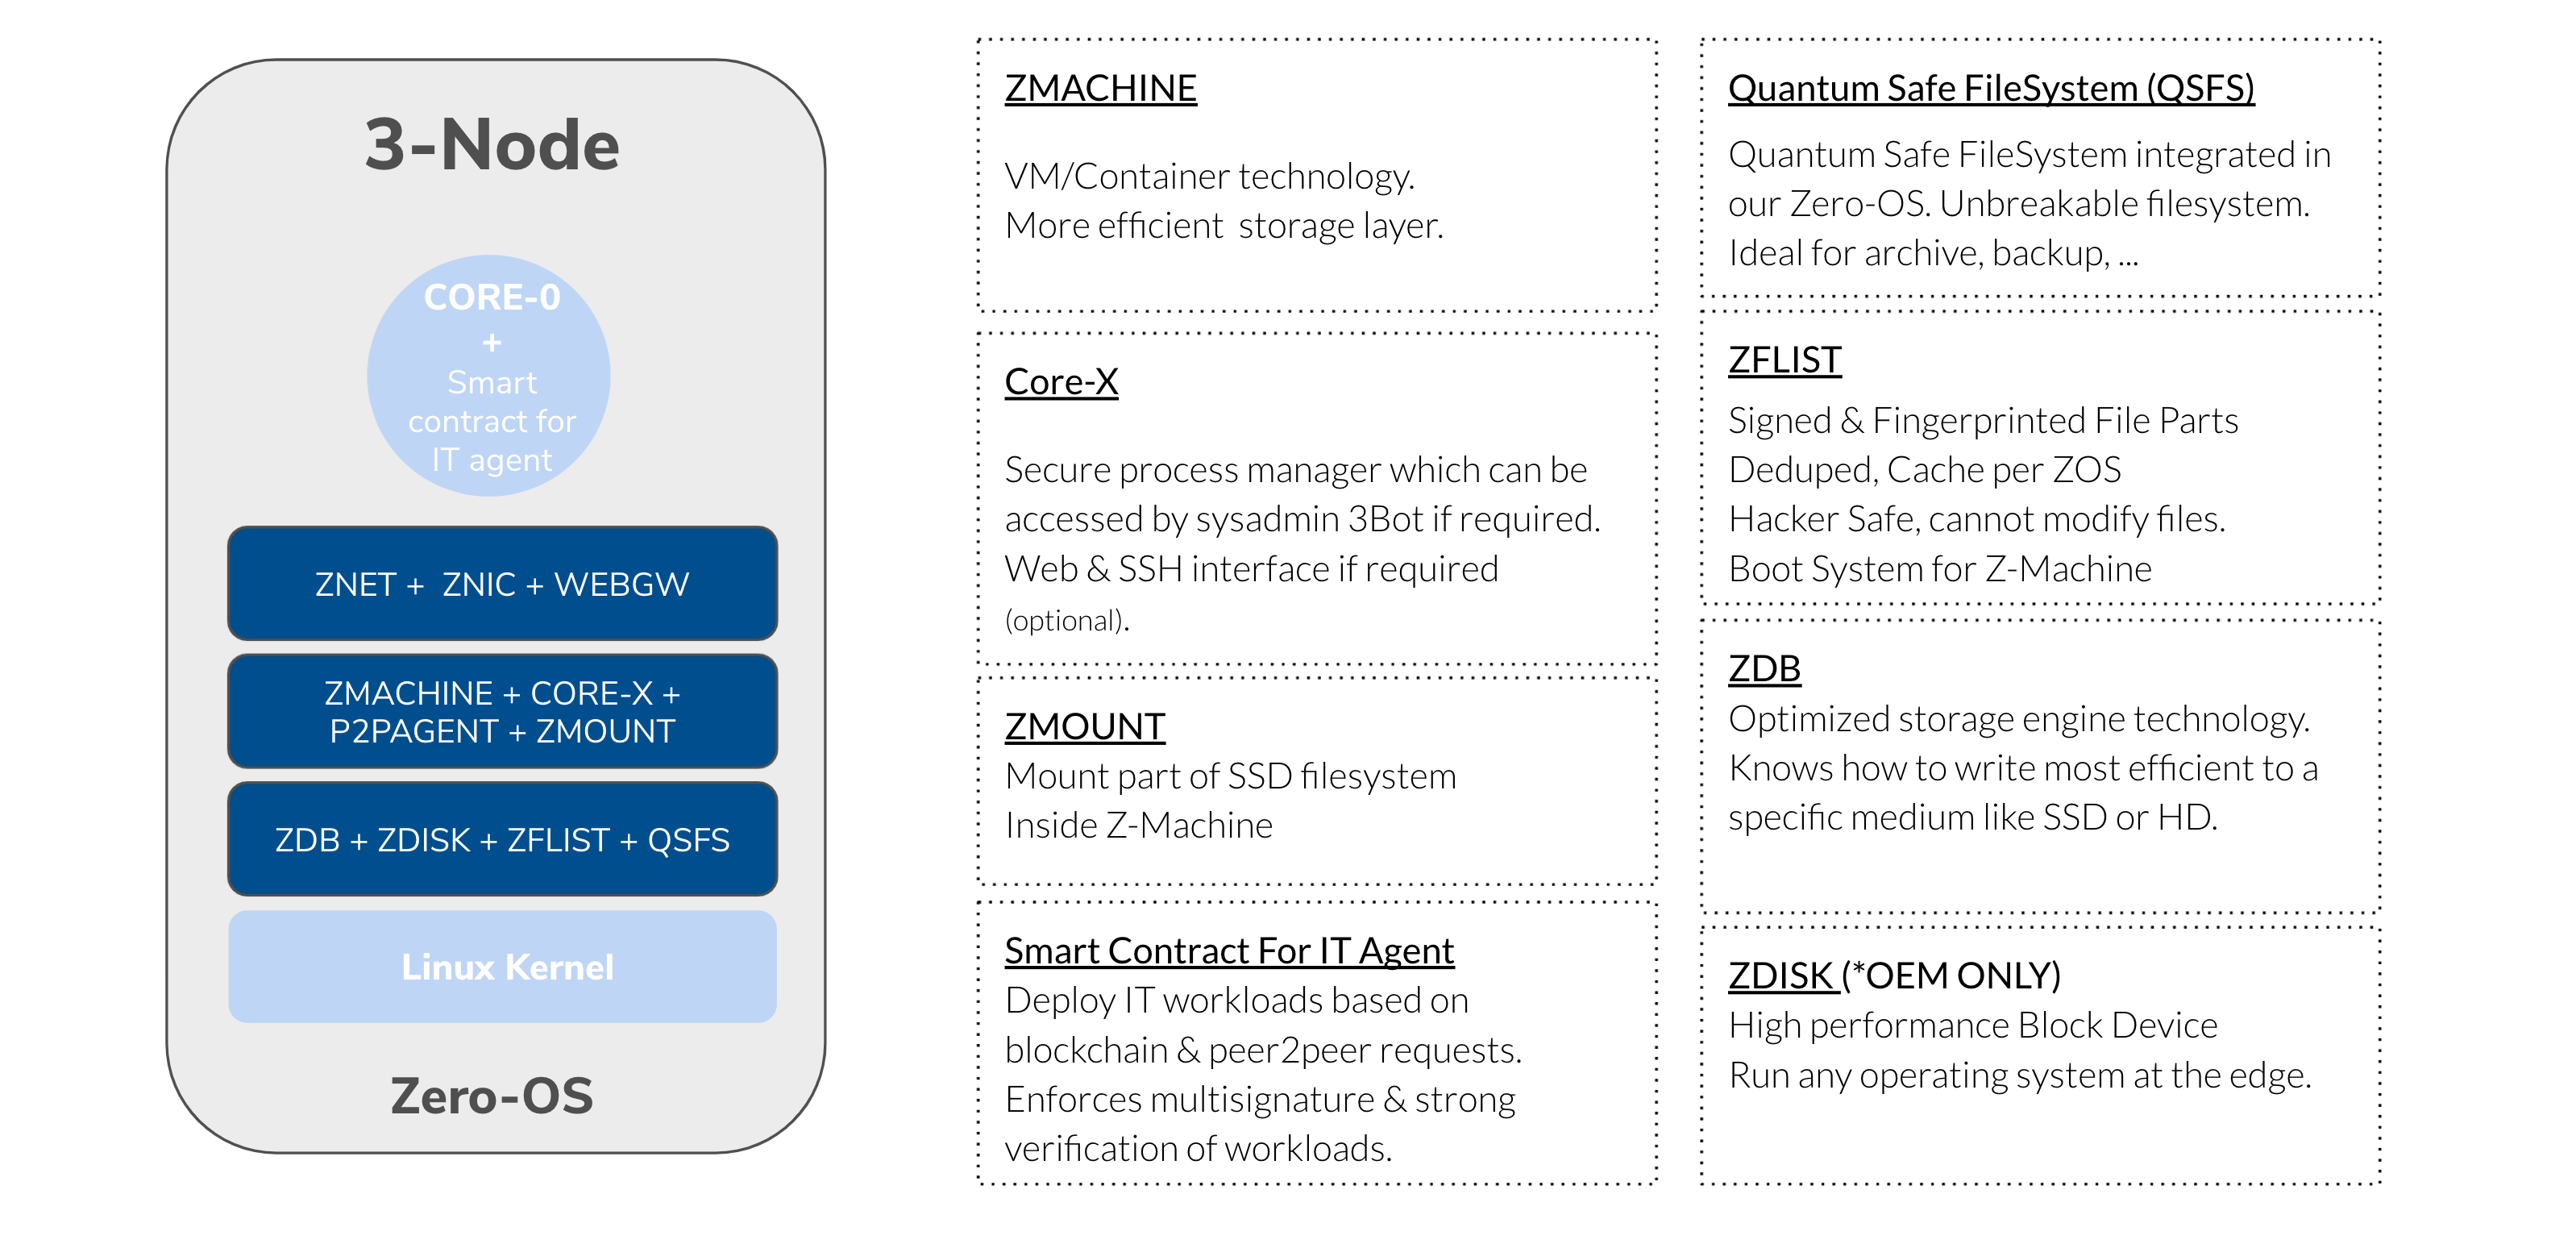 3-Node
CORE-0
+
Smart
contract for
IT agent
ZNET +  ZNIC + WEBGW
ZMACHINE + CORE-X +
P2PAGENT + ZMOUNT
ZDB + ZDISK + ZFLIST + QSFS
Linux Kernel
Zero-OS
ZMACHINE
VM/Container technology.
More efficient  storage layer.
Core-X
Secure process manager which can be
accessed by sysadmin 3Bot if required.
Web & SSH interface if required
(optional).
ZMOUNT
Mount part of SSD filesystem
Inside Z-Machine
Smart Contract For IT Agent
Deploy IT workloads based on
blockchain & peer2peer requests.
Enforces multisignature & strong
verification of workloads.
Quantum Safe FileSystem (QSFS)
Quantum Safe FileSystem integrated in
our Zero-OS. Unbreakable filesystem.
Ideal for archive, backup, ...
ZFLIST
Signed & Fingerprinted File Parts
Deduped, Cache per ZOS
Hacker Safe, cannot modify files.
Boot System for Z-Machine
ZDB
Optimized storage engine technology.
Knows how to write most efficient to a
specific medium like SSD or HD.
ZDISK (*OEM ONLY)
High performance Block Device
Run any operating system at the edge.